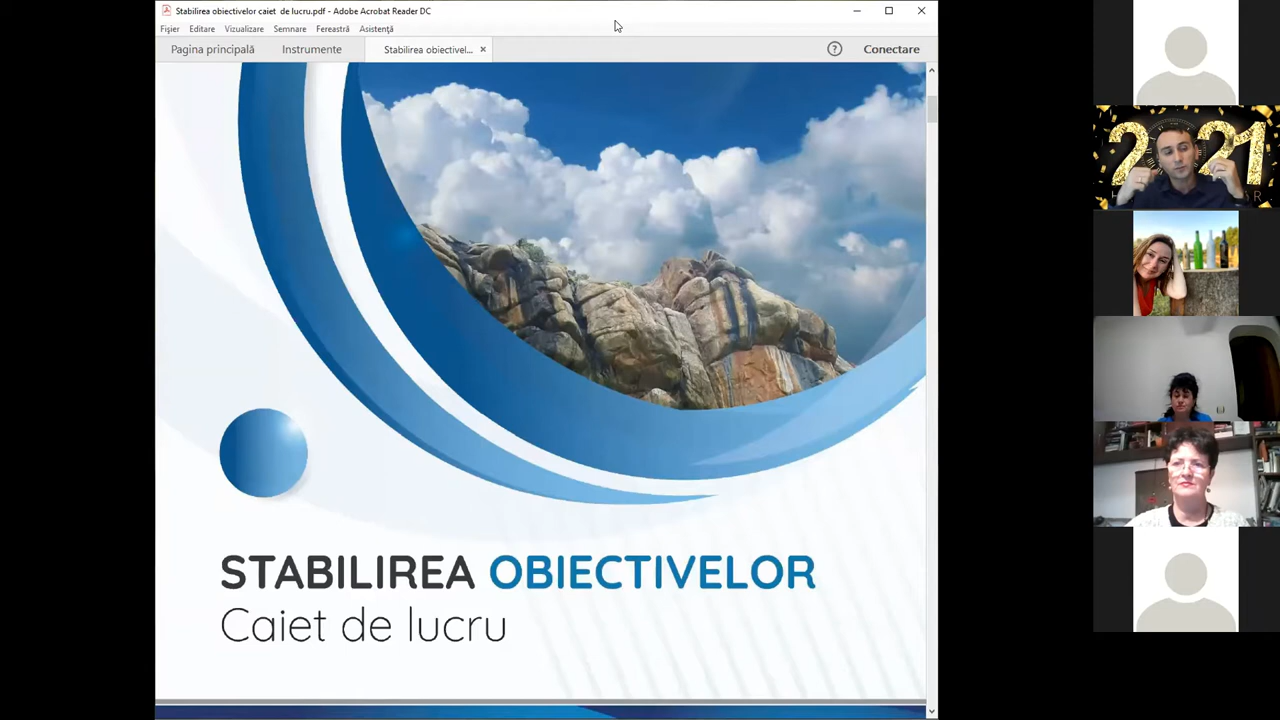 Stabilirea obiectivelor caiet de lucru.pdf - Adobe Acrobat Reader DC
Fișier Editare Vizualizare Semnare Fereastră Asistență
Pagina principală Instrumente Stabilirea obiectivel... × ? Conectare
2021
STABILIREA OBIECTIVELOR
Caiet de lucru